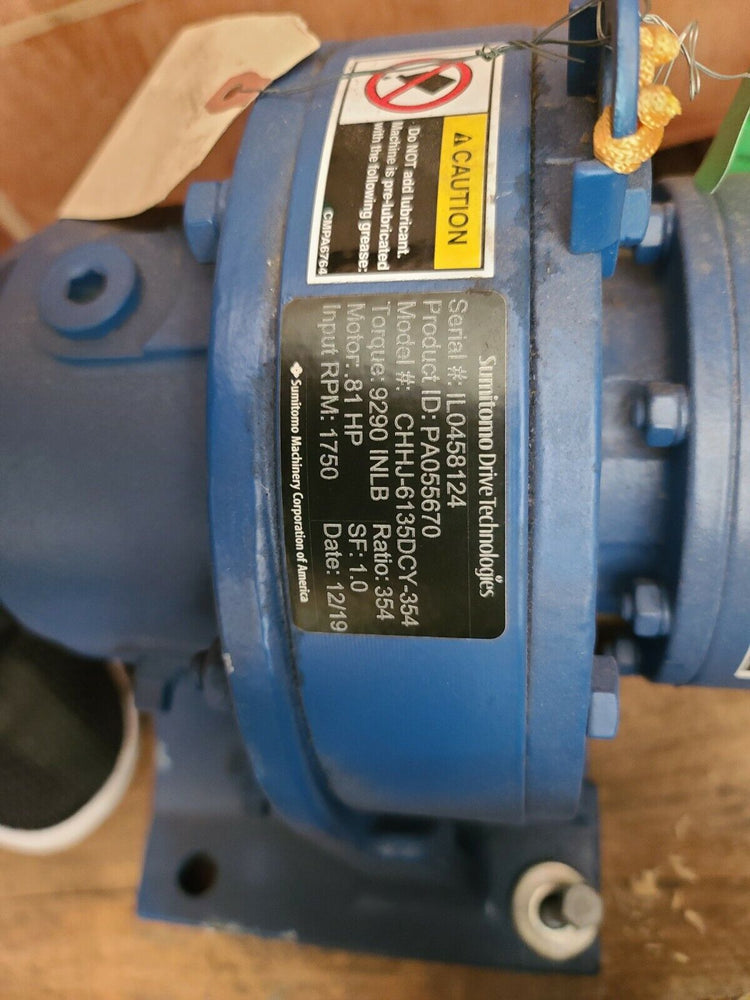 ⚠ CAUTION
Do NOT add lubricant.
Machine is pre-lubricated
with the following grease:
CMPA6764
Sumitomo Drive Technologies
Serial #: IL0458124
Product ID: PA055670
Model #: CHHJ-6135DCY-354
Torque: 9290 INLB Ratio: 354
Motor: .81 HP SF: 1.0
Input RPM: 1750 Date: 12/19
Sumitomo Machinery Corporation of America